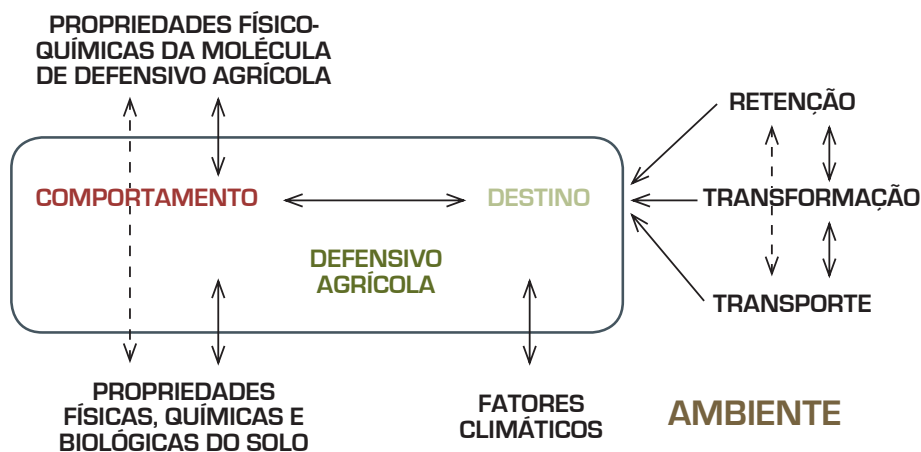 PROPRIEDADES FÍSICO-
QUÍMICAS DA MOLÉCULA
DE DEFENSIVO AGRÍCOLA
RETENÇÃO
COMPORTAMENTO
DESTINO
TRANSFORMAÇÃO
DEFENSIVO
AGRÍCOLA
TRANSPORTE
PROPRIEDADES
FÍSICAS, QUÍMICAS E
BIOLÓGICAS DO SOLO
FATORES
CLIMÁTICOS
AMBIENTE